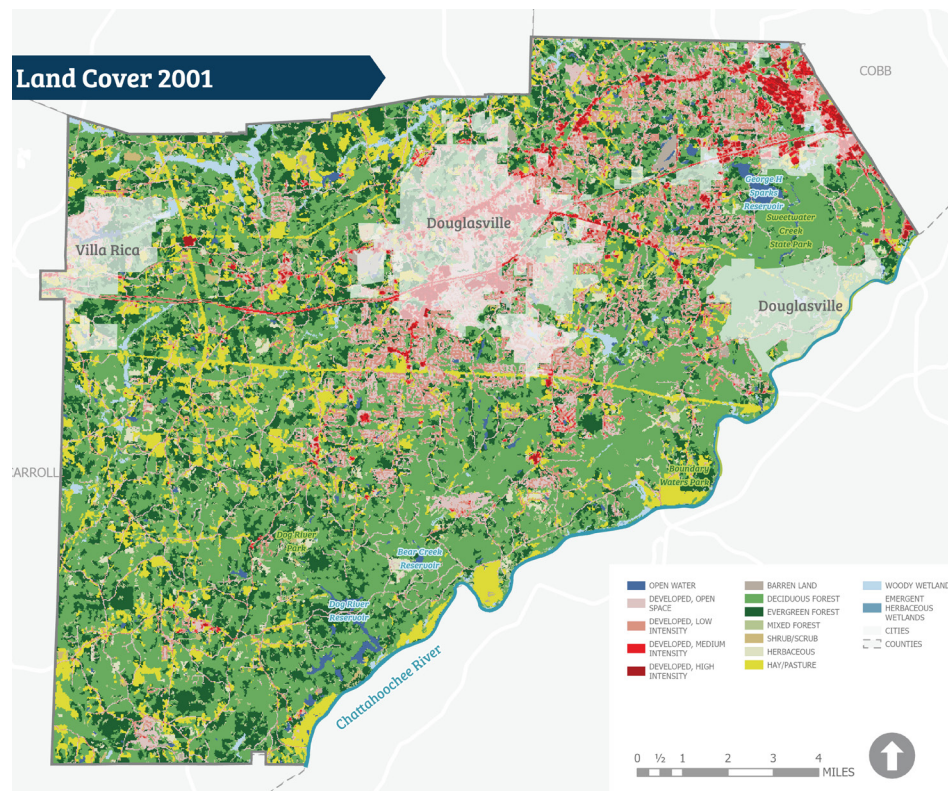 Land Cover 2001
COBB
George H
Sparks
Reservoir
Sweetwater
Creek
State Park
Douglasville
Villa Rica
Douglasville
Boundary
Waters Park
ARROLL
Dog River
Park
Bear Creek
Reservoir
Dog River
Reservoir
Chattahoochee River
OPEN WATER
DEVELOPED, OPEN
SPACE
DEVELOPED, LOW
INTENSITY
DEVELOPED, MEDIUM
INTENSITY
DEVELOPED, HIGH
INTENSITY
BARREN LAND
DECIDUOUS FOREST
EVERGREEN FOREST
MIXED FOREST
SHRUB/SCRUB
HERBACEOUS
HAY/PASTURE
WOODY WETLAND
EMERGENT
HERBACEOUS
WETLANDS
CITIES
COUNTIES
0 ½ 1 2 3 4
MILES